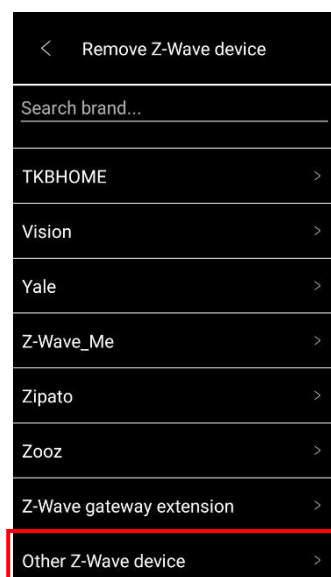 Remove Z-Wave device
Search brand...
TKBHOME
Vision
Yale
Z-Wave_Me
Zipato
Zooz
Z-Wave gateway extension
Other Z-Wave device